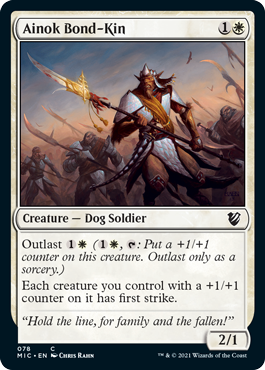 Ainok Bond-Kin 1
Creature — Dog Soldier
Outlast 1 (1, : Put a +1/+1
counter on this creature. Outlast only as a
sorcery.)
Each creature you control with a +1/+1
counter on it has first strike.
"Hold the line, for family and the fallen!"
2/1
078 C
MIC • EN Chris Rahn
™ & © 2021 Wizards of the Coast